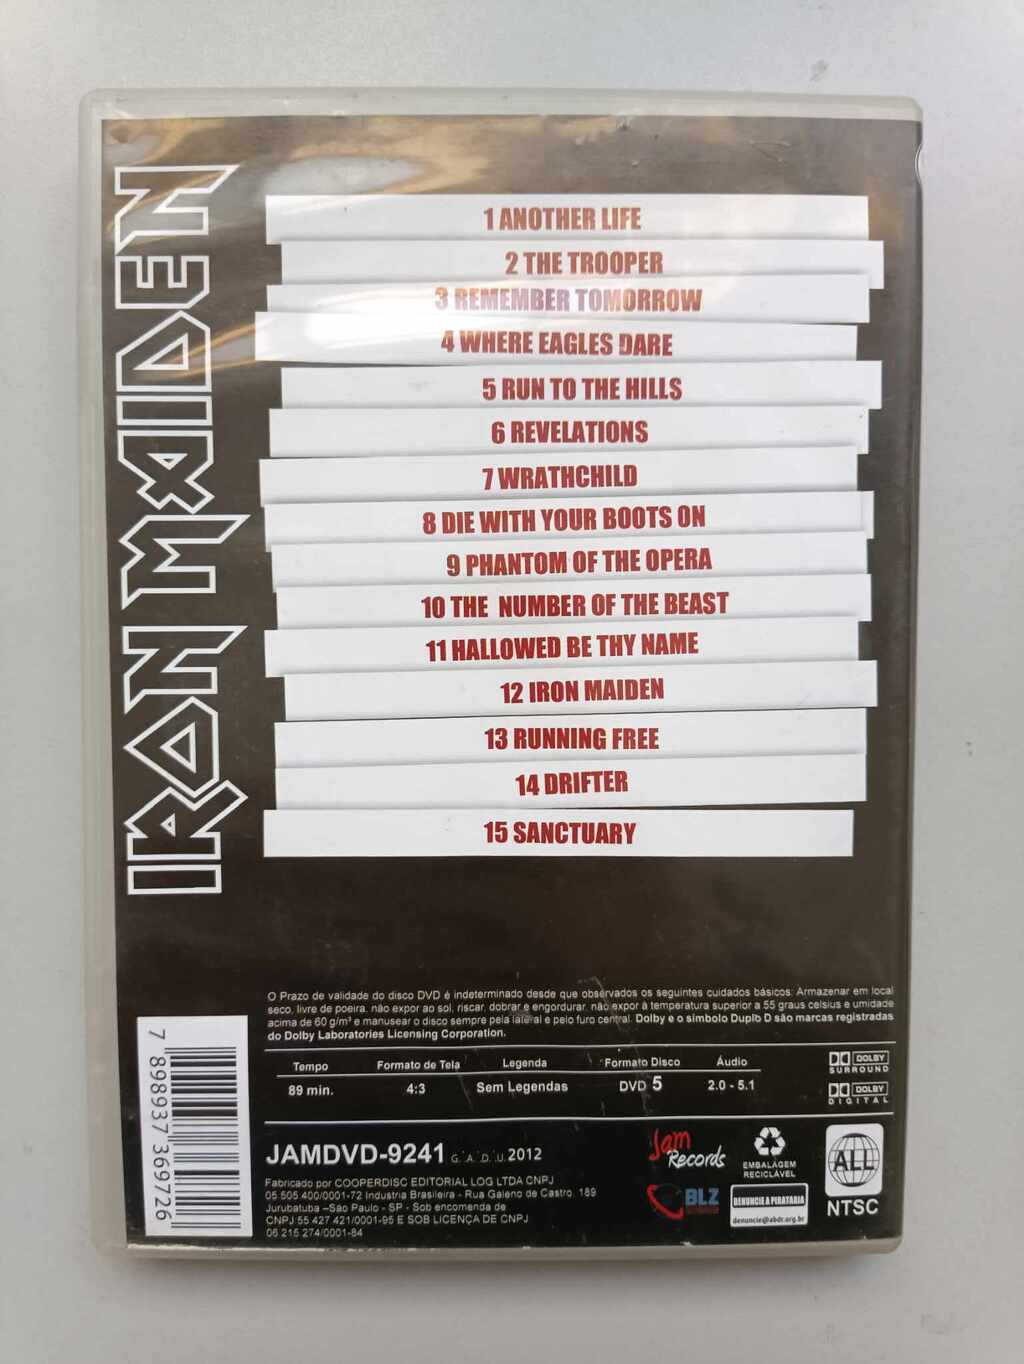 IRON MAIDEN
1 ANOTHER LIFE
2 THE TROOPER
3 REMEMBER TOMORROW
4 WHERE EAGLES DARE
5 RUN TO THE HILLS
6 REVELATIONS
7 WRATHCHILD
8 DIE WITH YOUR BOOTS ON
9 PHANTOM OF THE OPERA
10 THE NUMBER OF THE BEAST
11 HALLOWED BE THY NAME
12 IRON MAIDEN
13 RUNNING FREE
14 DRIFTER
15 SANCTUARY
O Prazo de validade do disco DVD é indeterminado desde que observados os seguintes cuidados básicos: Armazenar em local
seco, livre de poeira, não expor ao sol, riscar, dobrar e engordurar, não expor à temperatura superior a 55 graus celsius e umidade
acima de 60 g/m³ e manusear o disco sempre pela lateral e pelo furo central. Dolby e o símbolo Duplo D são marcas registradas
do Dolby Laboratories Licensing Corporation.
Tempo Formato de Tela Legenda Formato Disco Áudio
89 min. 4:3 Sem Legendas DVD 5 2.0 - 5.1
DOLBY
SURROUND
DOLBY
DIGITAL
7 898937 369726
JAMDVD-9241 G.´.A.´.D.´.U.´.2012
Fabricado por COOPERDISC EDITORIAL LOG LTDA CNPJ
05 505.400/0001-72 Industria Brasileira - Rua Galeno de Castro, 189
Jurubatuba –São Paulo - SP - Sob encomenda de
CNPJ 55 427 421/0001-95 E SOB LICENÇA DE CNPJ
06 215 274/0001-84
Jam
Records
BLZ
EMBALAGEM
RECICLÁVEL
DENUNCIE A PIRATARIA
denuncie@abdr.org.br
ALL
NTSC